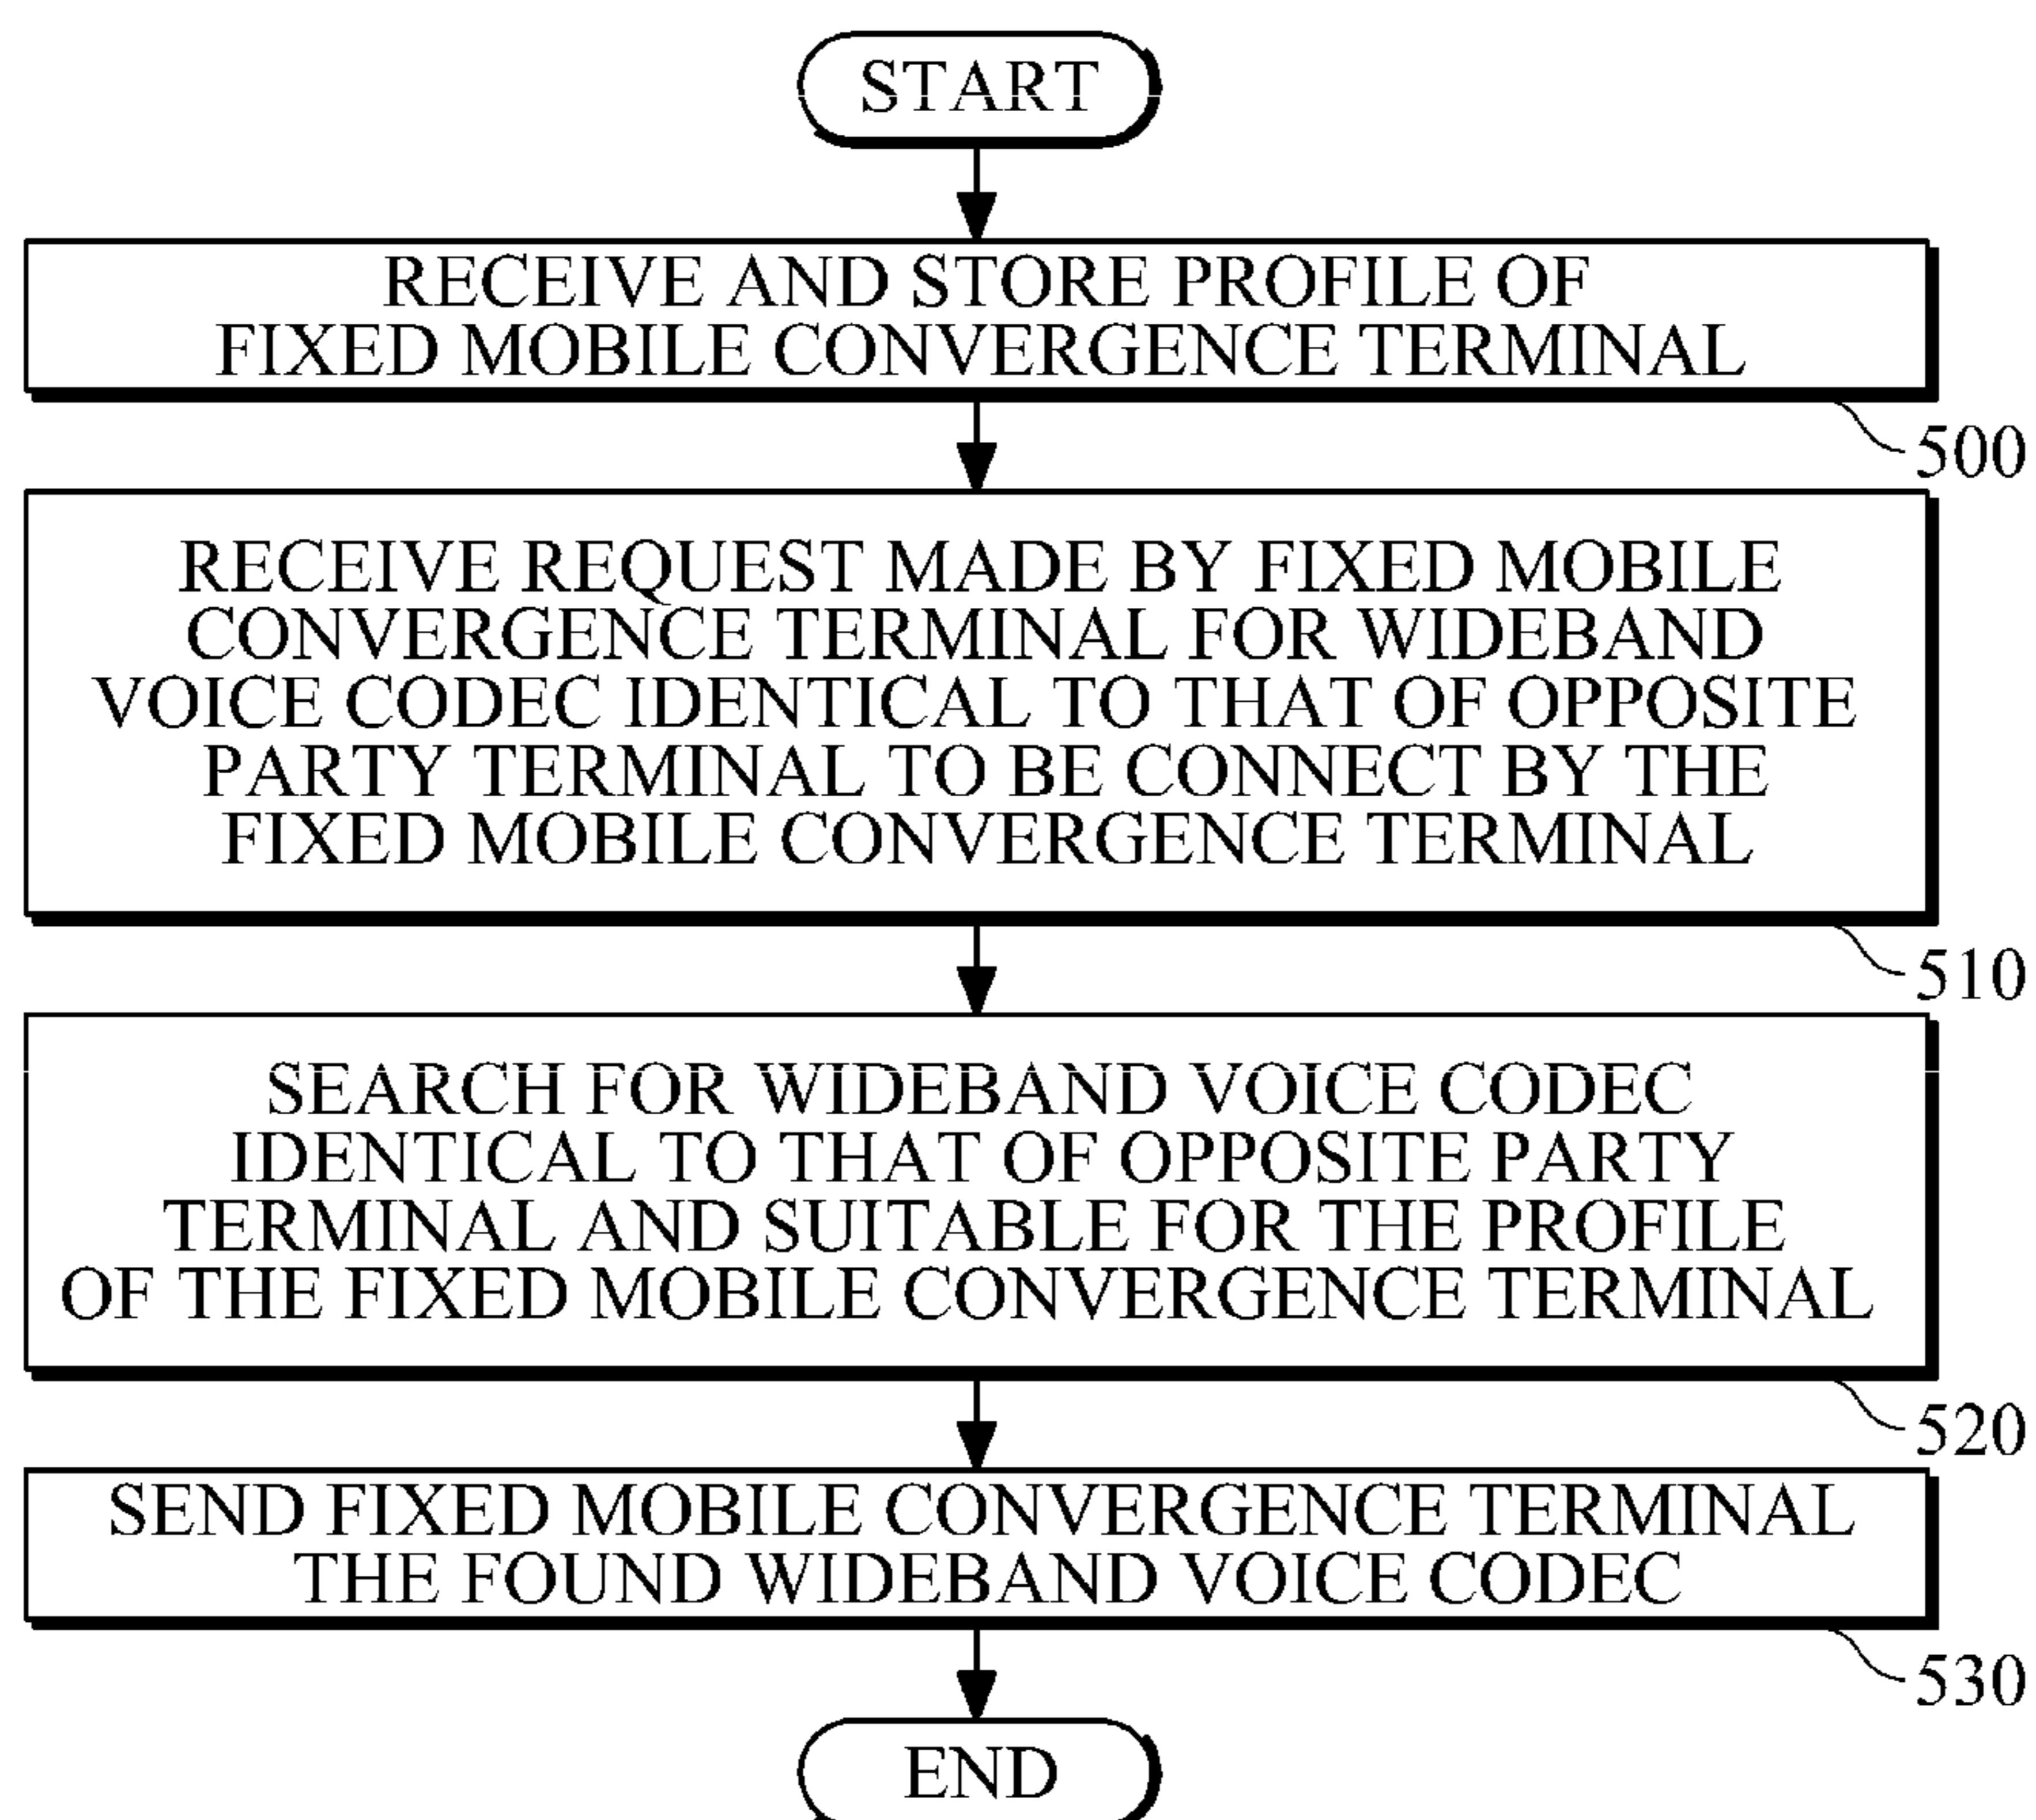 START
RECEIVE AND STORE PROFILE OF
FIXED MOBILE CONVERGENCE TERMINAL
500
RECEIVE REQUEST MADE BY FIXED MOBILE
CONVERGENCE TERMINAL FOR WIDEBAND
VOICE CODEC IDENTICAL TO THAT OF OPPOSITE
PARTY TERMINAL TO BE CONNECT BY THE
FIXED MOBILE CONVERGENCE TERMINAL
510
SEARCH FOR WIDEBAND VOICE CODEC
IDENTICAL TO THAT OF OPPOSITE PARTY
TERMINAL AND SUITABLE FOR THE PROFILE
OF THE FIXED MOBILE CONVERGENCE TERMINAL
520
SEND FIXED MOBILE CONVERGENCE TERMINAL
THE FOUND WIDEBAND VOICE CODEC
530
END